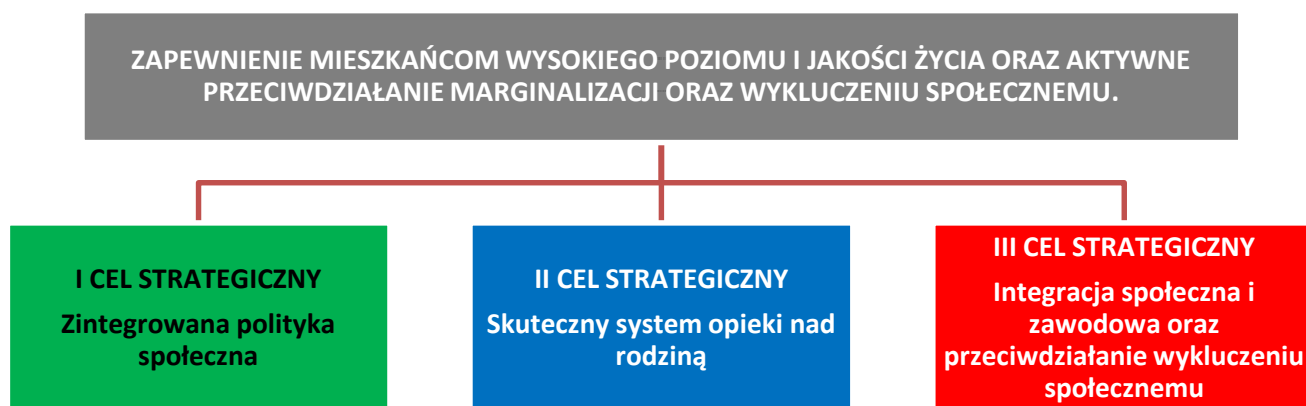 ZAPEWNIENIE MIESZKAŃCOM WYSOKIEGO POZIOMU I JAKOŚCI ŻYCIA ORAZ AKTYWNE
PRZECIWDZIAŁANIE MARGINALIZACJI ORAZ WYKLUCZENIU SPOŁECZNEMU.
I CEL STRATEGICZNY
Zintegrowana polityka
społeczna
II CEL STRATEGICZNY
Skuteczny system opieki nad
rodziną
III CEL STRATEGICZNY
Integracja społeczna i
zawodowa oraz
przeciwdziałanie wykluczeniu
społecznemu